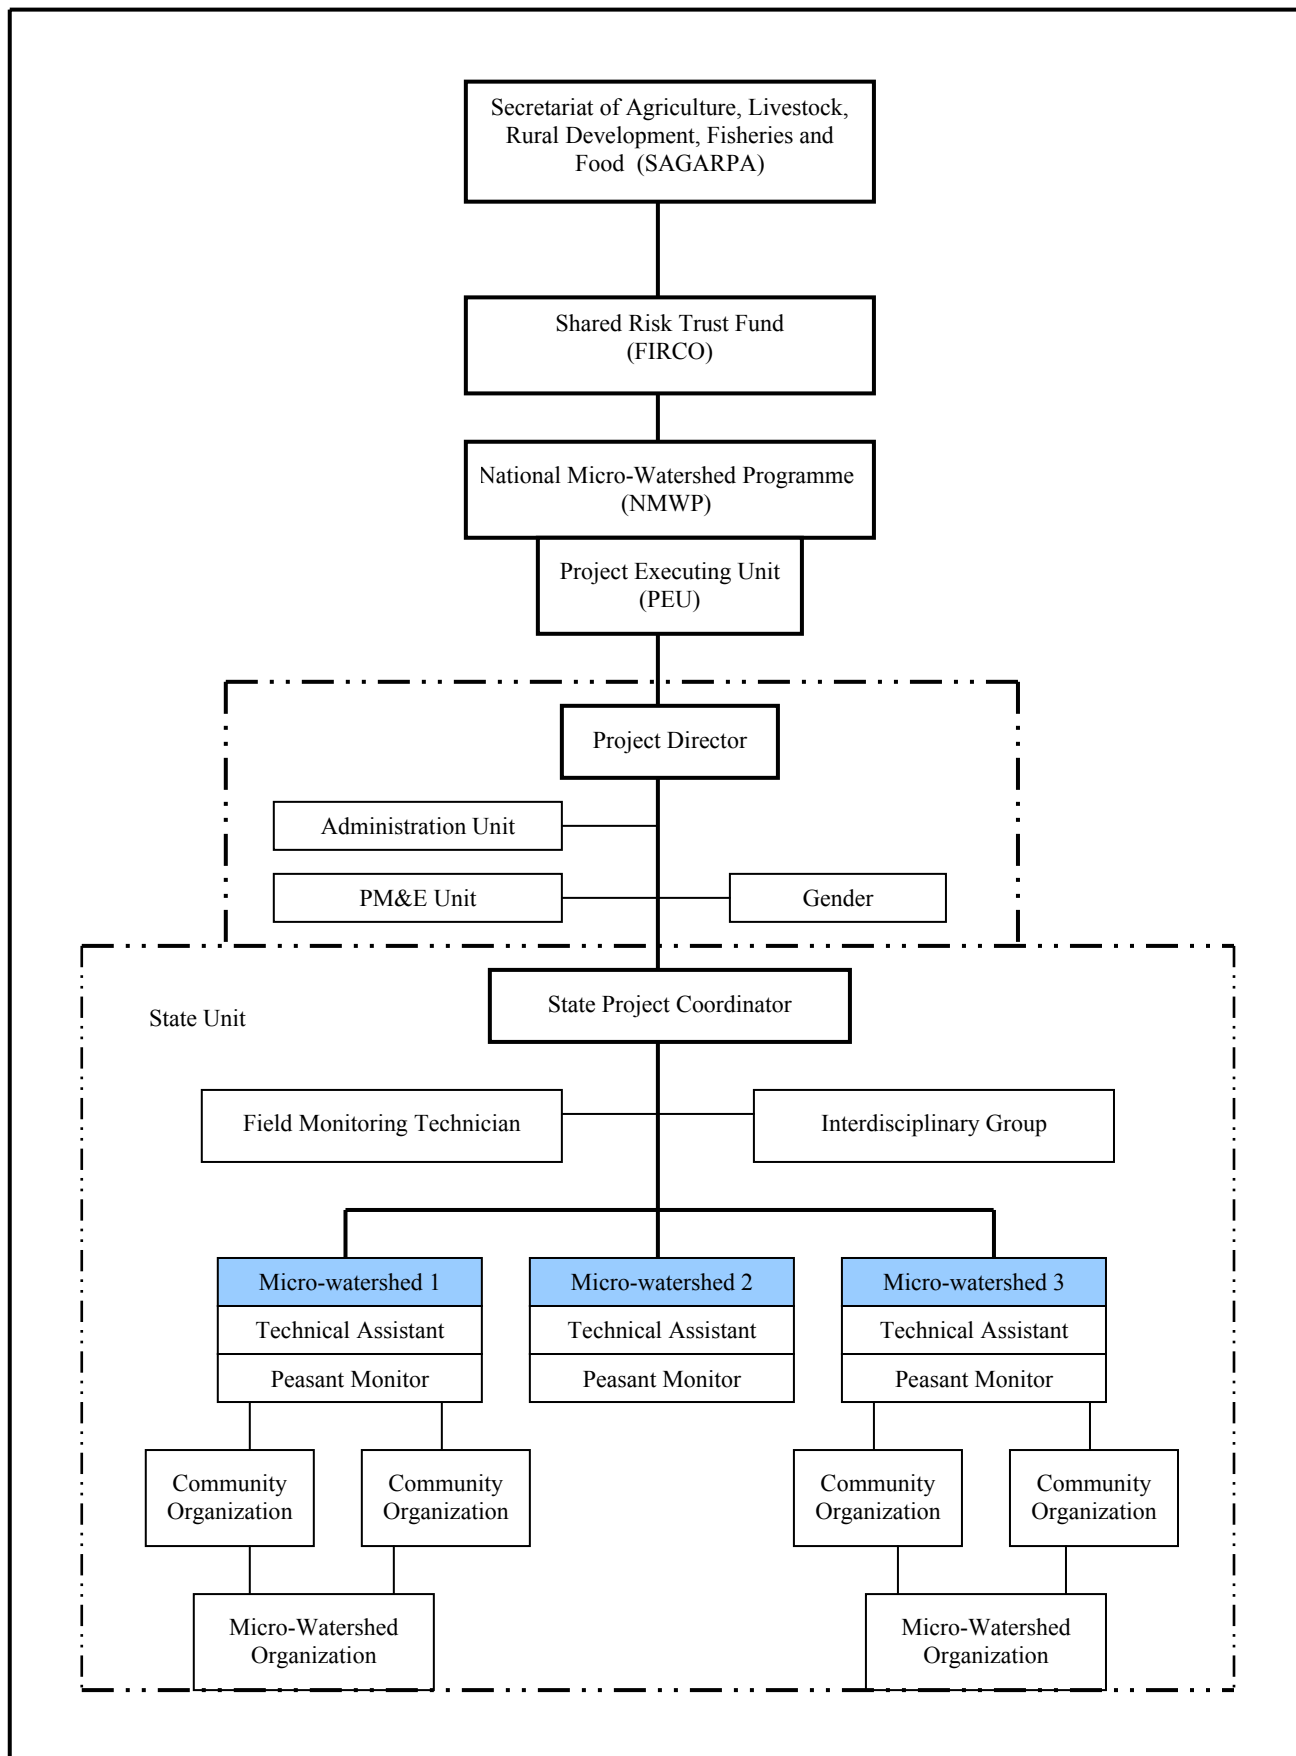 Secretariat of Agriculture, Livestock,
Rural Development, Fisheries and
Food  (SAGARPA)
Shared Risk Trust Fund
(FIRCO)
National Micro-Watershed Programme
(NMWP)
Project Executing Unit
(PEU)
Project Director
Administration Unit
PM&E Unit
Gender
State Project Coordinator
State Unit
Field Monitoring Technician
Interdisciplinary Group
Micro-watershed 1
Micro-watershed 2
Micro-watershed 3
Technical Assistant
Technical Assistant
Technical Assistant
Peasant Monitor
Peasant Monitor
Peasant Monitor
Community
Organization
Community
Organization
Community
Organization
Community
Organization
Micro-Watershed
Organization
Micro-Watershed
Organization